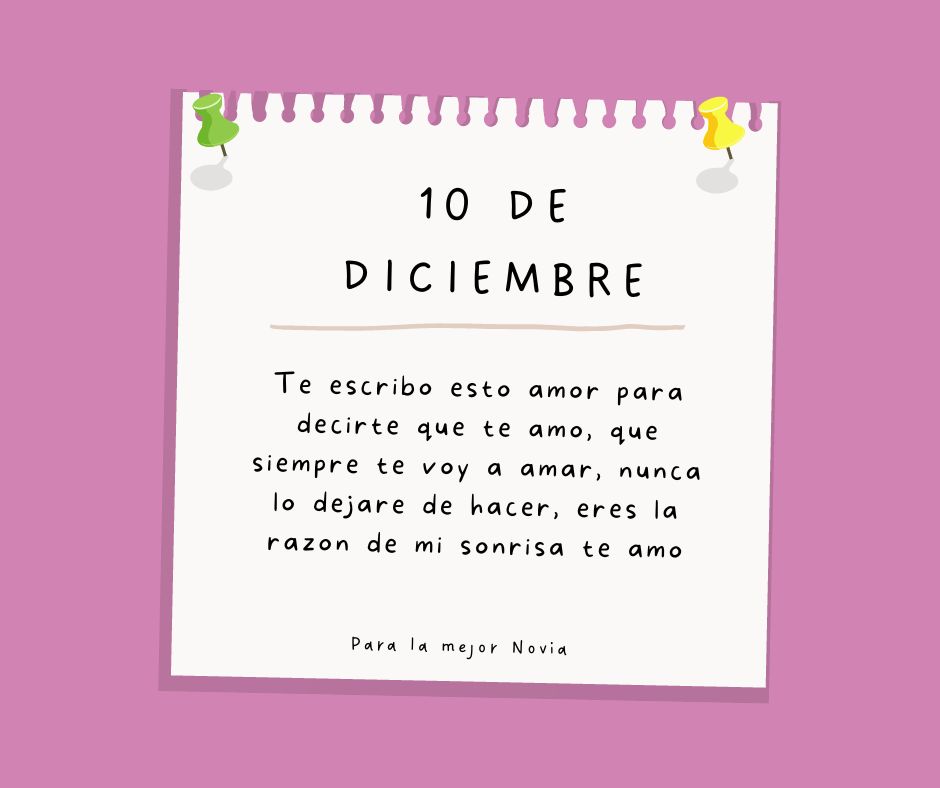 10 DE
DICIEMBRE
Te escribo esto amor para
decirte que te amo, que
siempre te voy a amar, nunca
lo dejare de hacer, eres la
razon de mi sonrisa te amo
Para la mejor Novia